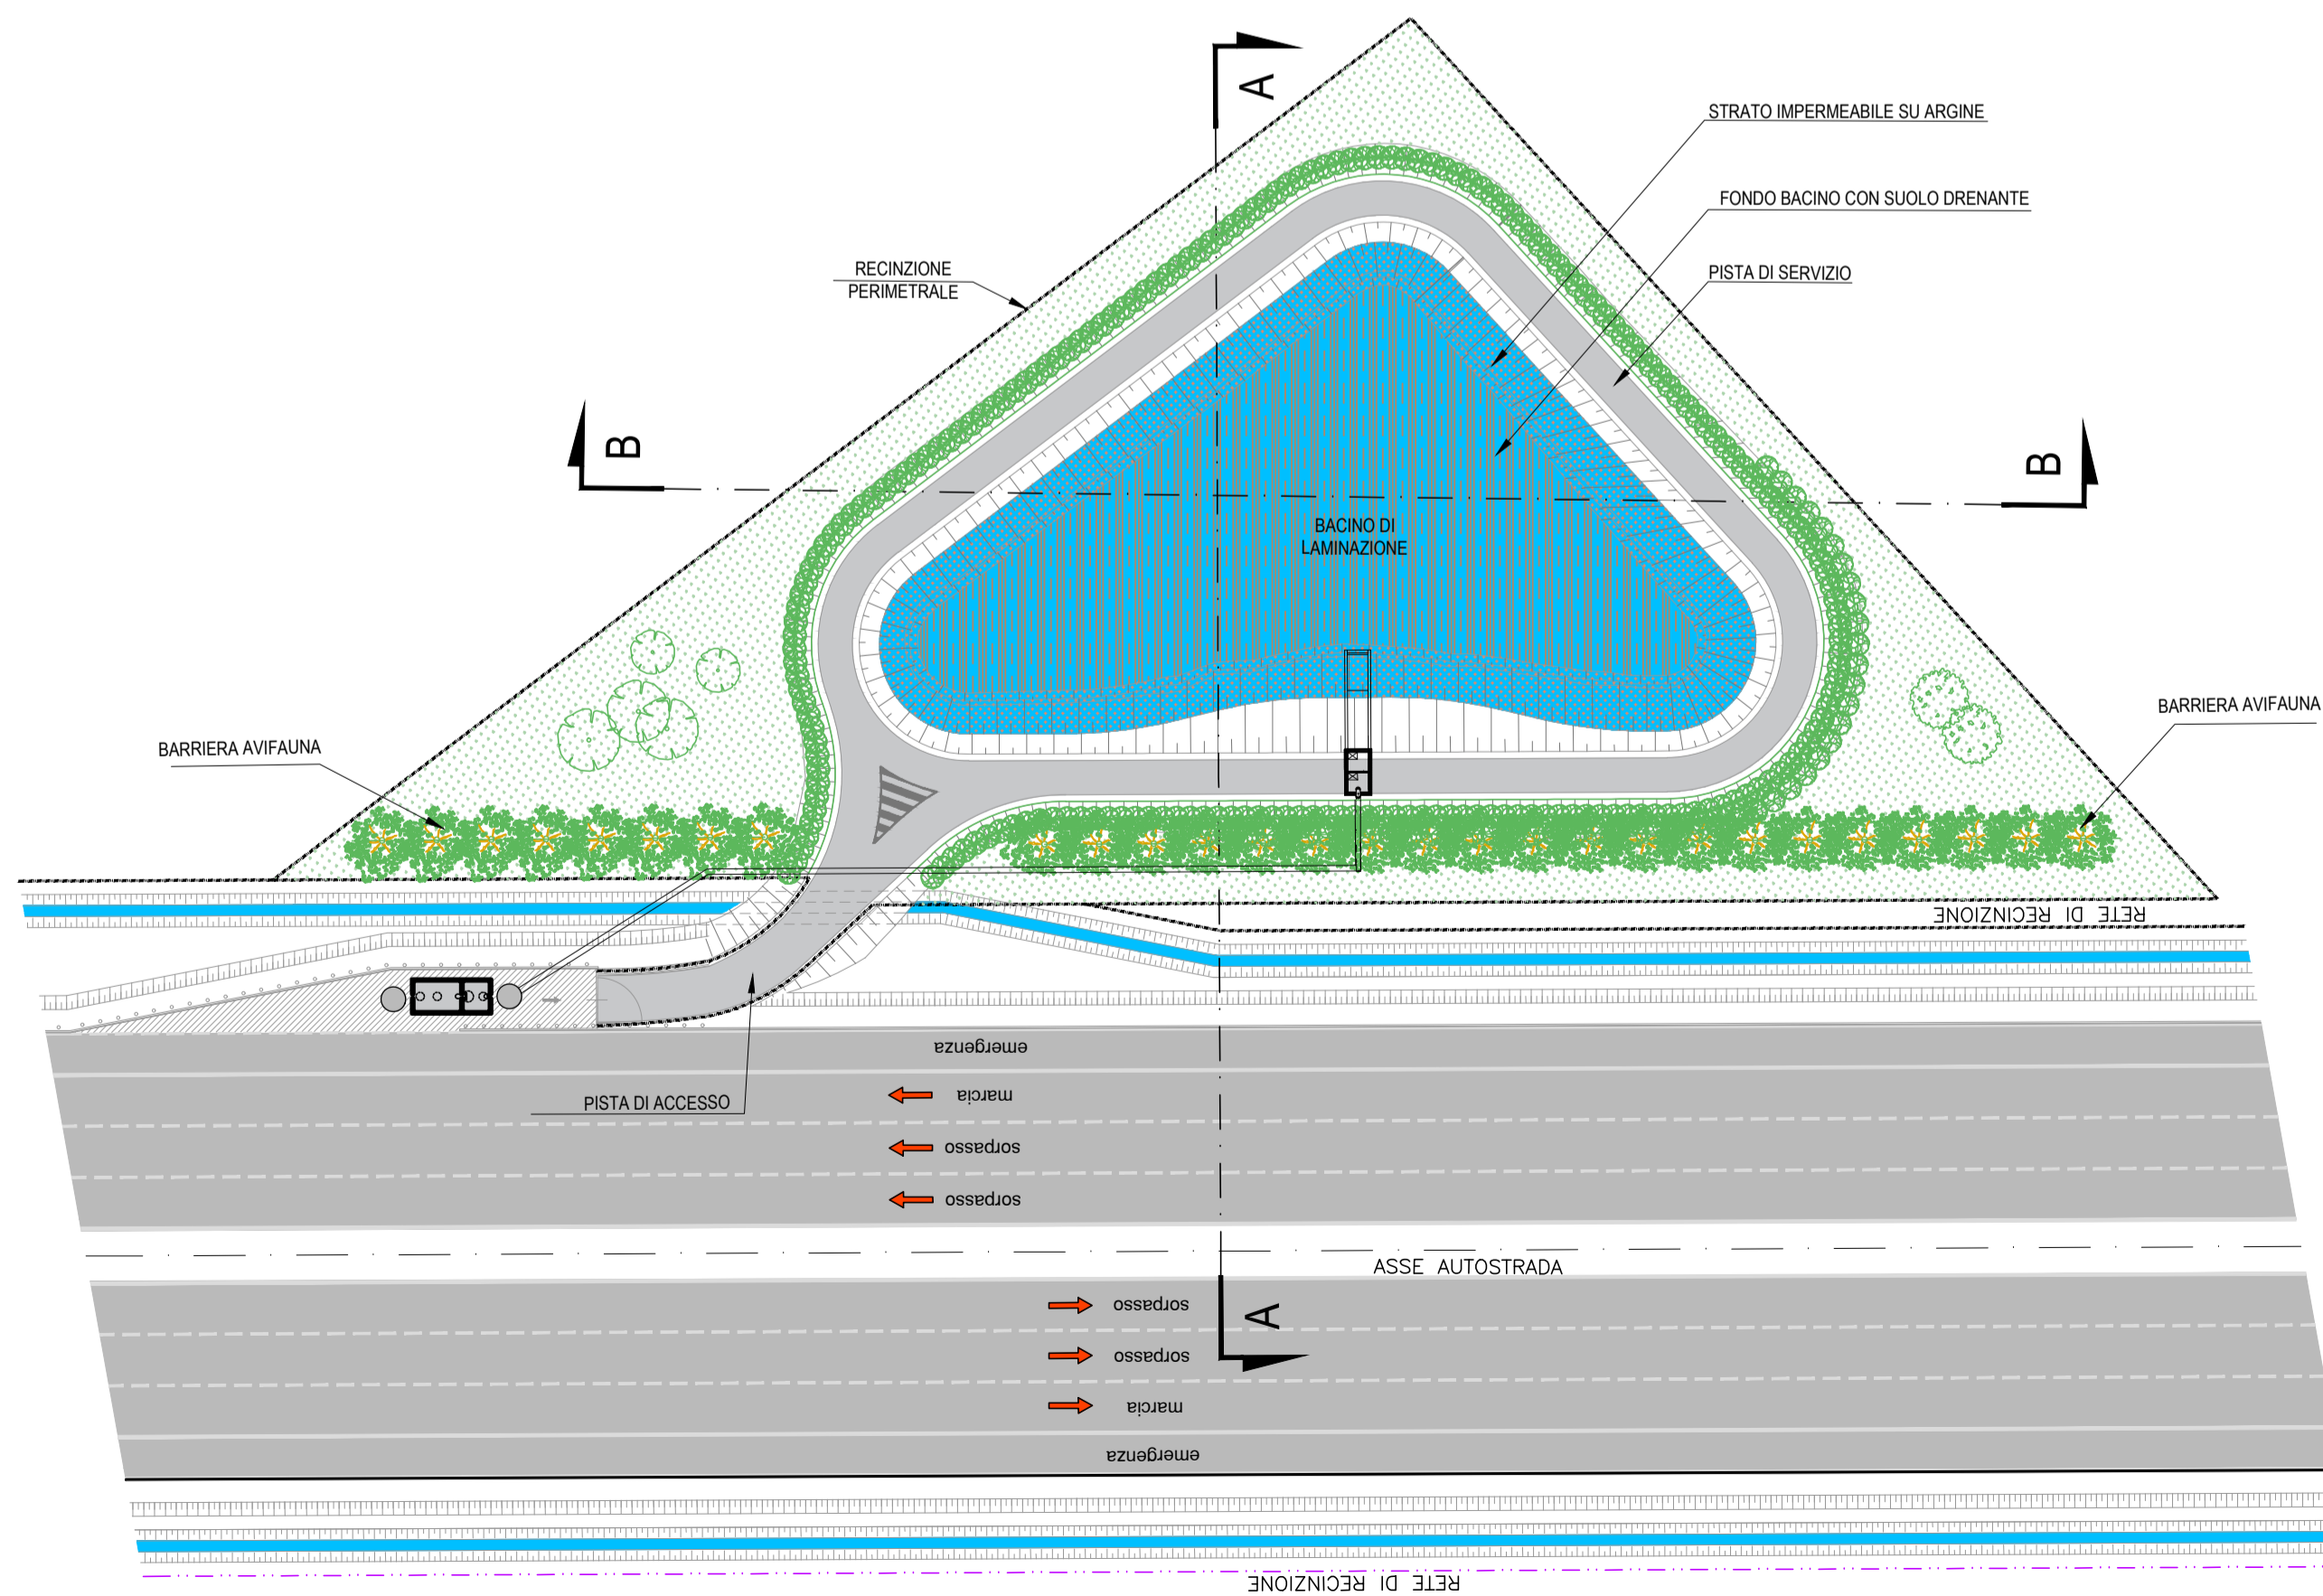 A
STRATO IMPERMEABILE SU ARGINE
FONDO BACINO CON SUOLO DRENANTE
RECINZIONE
PERIMETRALE
PISTA DI SERVIZIO
B
B
BACINO DI
LAMINAZIONE
BARRIERA AVIFAUNA
BARRIERA AVIFAUNA
RETE DI RECINZIONE
emergenza
marcia
PISTA DI ACCESSO
sorpasso
sorpasso
ASSE AUTOSTRADA
sorpasso
A
sorpasso
marcia
emergenza
RETE DI RECINZIONE